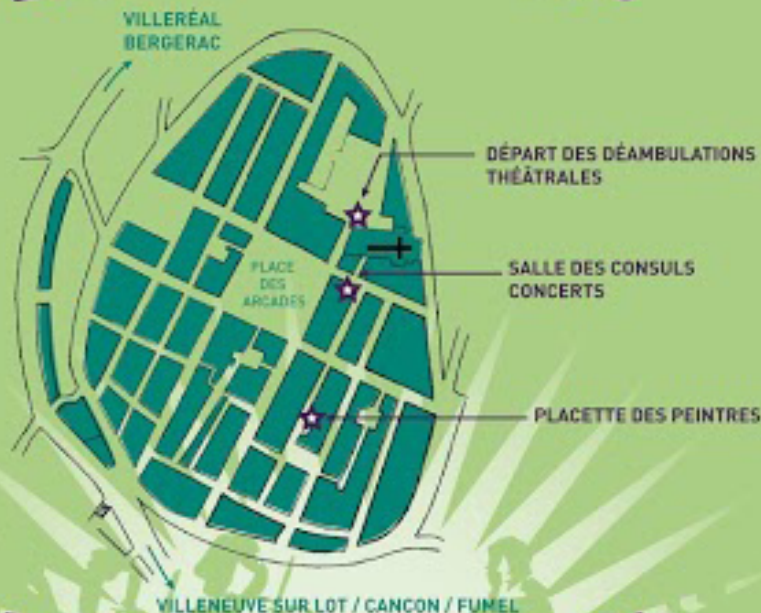 VILLERÉAL
BERGERAC
DÉPART DES DÉAMBULATIONS
THÉÂTRALES
PLACE
DES
ARCADES
SALLE DES CONSULS
CONCERTS
PLACETTE DES PEINTRES
VILLENEUVE SUR LOT / CANCON / FUMEL